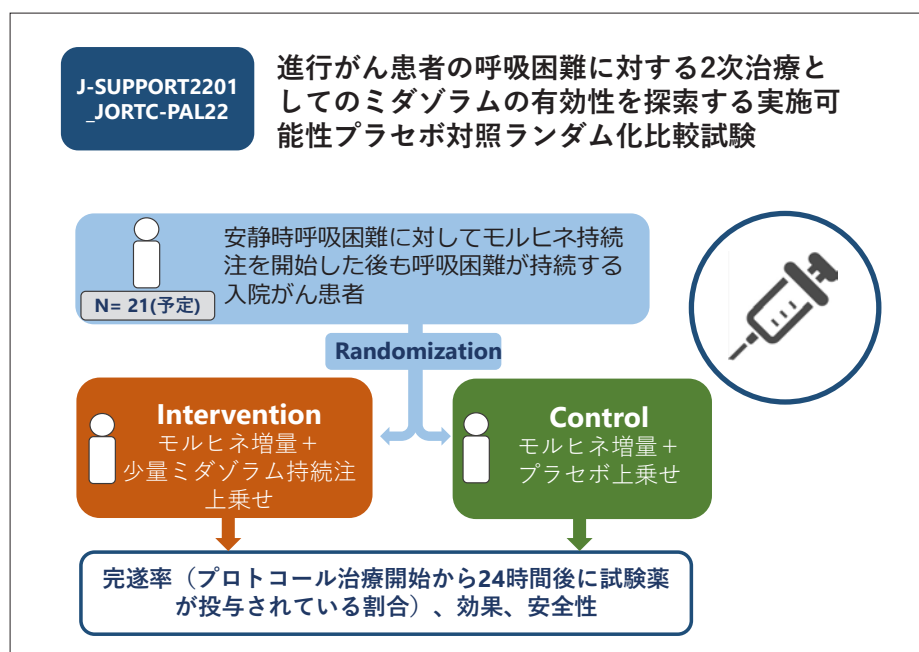 J-SUPPORT2201
_JORTC-PAL22
進行がん患者の呼吸困難に対する2次治療と
してのミダゾラムの有効性を探索する実施可
能性プラセボ対照ランダム化比較試験
安静時呼吸困難に対してモルヒネ持続
注を開始した後も呼吸困難が持続する
入院がん患者
N= 21(予定)
Randomization
Intervention
モルヒネ増量＋
少量ミダゾラム持続注
上乗せ
Control
モルヒネ増量＋
プラセボ上乗せ
完遂率（プロトコール治療開始から24時間後に試験薬
が投与されている割合）、効果、安全性